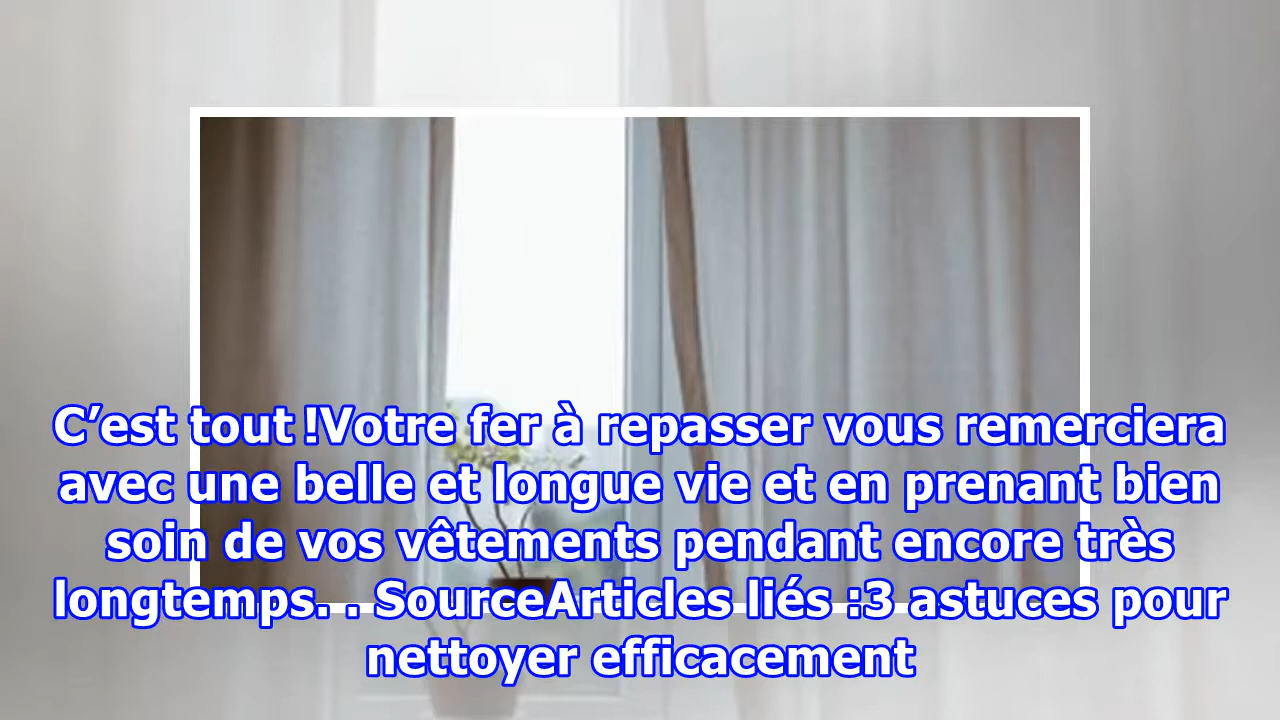 C’est tout !Votre fer à repasser vous remerciera
avec une belle et longue vie et en prenant bien
soin de vos vêtements pendant encore très
longtemps. . SourceArticles liés :3 astuces pour
nettoyer efficacement